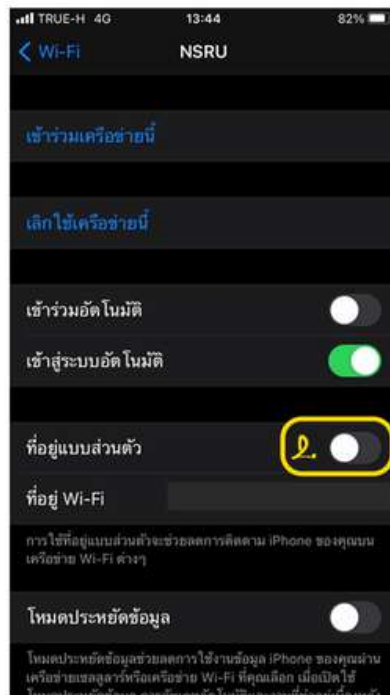 TRUE-H 4G 13:44 82%
Wi-Fi NSRU
เข้าร่วมเครือข่ายนี้
เลิกใช้เครือข่ายนี้
เข้าร่วมอัตโนมัติ
เข้าสู่ระบบอัตโนมัติ
ที่อยู่แบบส่วนตัว ๒.
ที่อยู่ Wi-Fi
การใช้ที่อยู่แบบส่วนตัวจะช่วยลดการติดตาม iPhone ของคุณบน
เครือข่าย Wi-Fi ต่างๆ
โหมดประหยัดข้อมูล
โหมดประหยัดข้อมูลช่วยลดการใช้งานข้อมูล iPhone ของคุณผ่าน
เครือข่ายเซลลูลาร์หรือเครือข่าย Wi-Fi ที่คุณเลือก เมื่อเปิดใช้